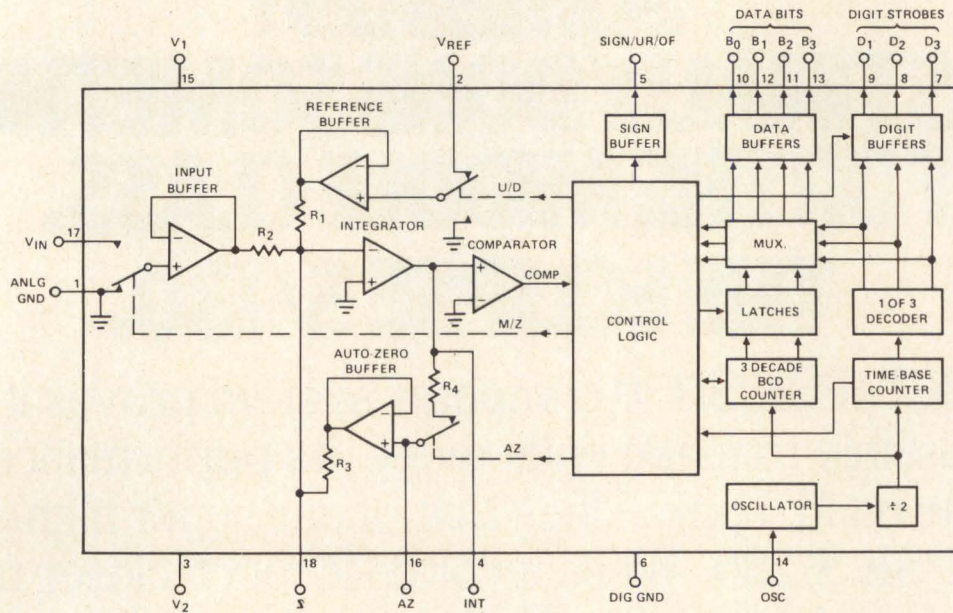 DATA BITS DIGIT STROBES
V1 VREF SIGN/UR/OF B0 B1 B2 B3 D1 D2 D3
15 2 5 10 12 11 13 9 8 7
REFERENCE
BUFFER
SIGN
BUFFER
DATA
BUFFERS
DIGIT
BUFFERS
INPUT
BUFFER
U/D
R1
INTEGRATOR
VIN 17
R2
COMPARATOR
MUX.
ANLG
GND 1
COMP
M/Z
CONTROL
LOGIC
LATCHES
1 OF 3
DECODER
AUTO-ZERO
BUFFER
R4
3 DECADE
BCD
COUNTER
TIME-BASE
COUNTER
R3
AZ
OSCILLATOR
÷ 2
3 18 16 4 6 14
V2 Σ AZ INT DIG GND OSC